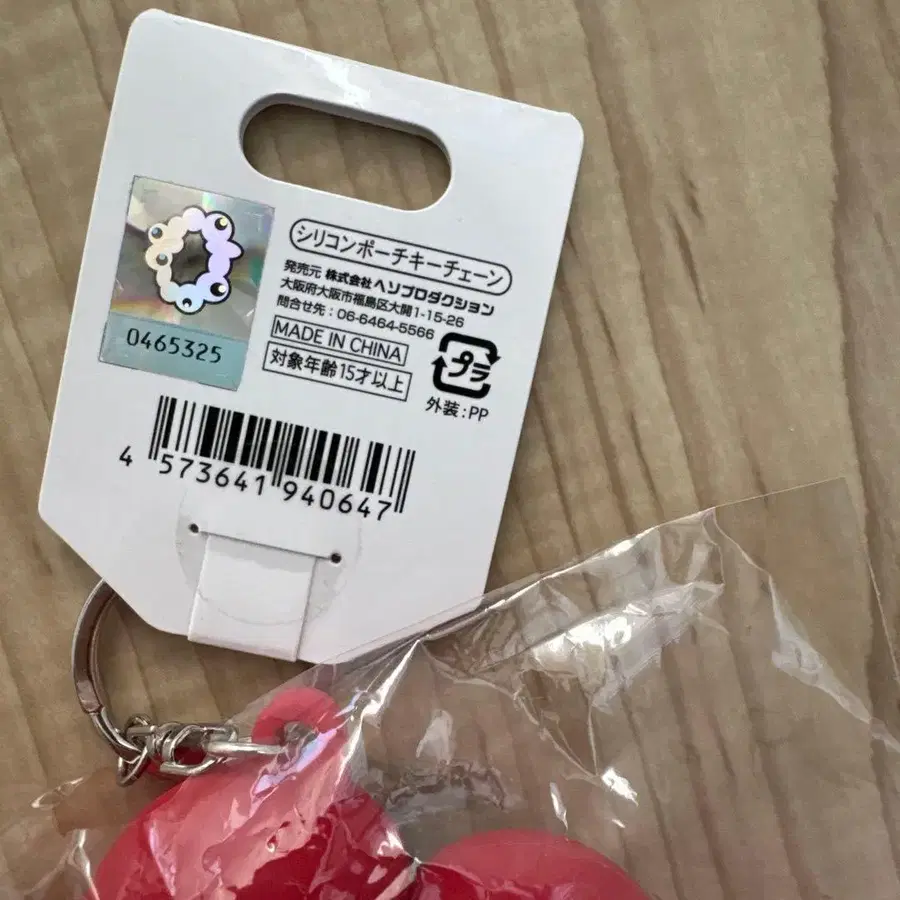 0465325
シリコンポーチキーチェーン
発売元 株式会社ヘソプロダクション
大阪府大阪市福島区大開1-15-26
問合せ先：06-6464-5566
MADE IN CHINA
対象年齢15才以上
プラ
外装：PP
4 573641 940647